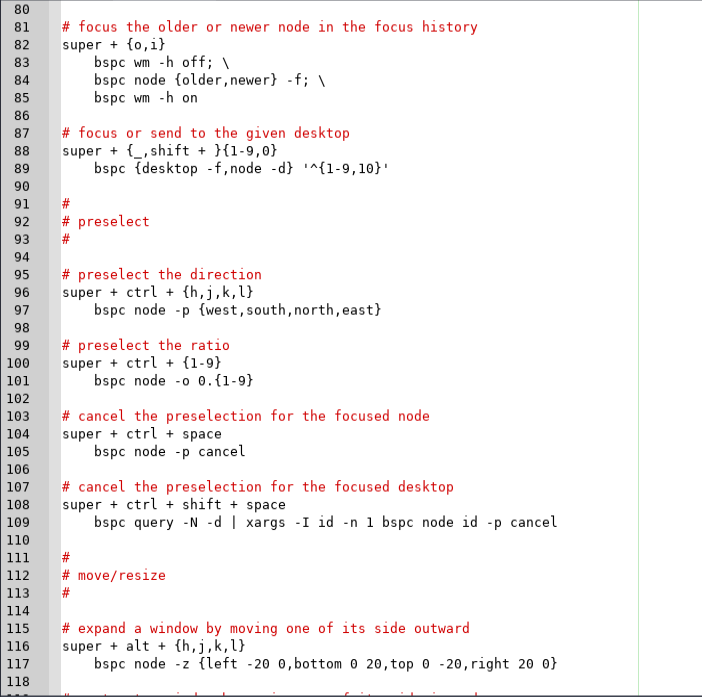 80
81 # focus the older or newer node in the focus history
82 super + {o,i}
83     bspc wm -h off; \
84     bspc node {older,newer} -f; \
85     bspc wm -h on
86
87 # focus or send to the given desktop
88 super + {_,shift + }{1-9,0}
89     bspc {desktop -f,node -d} '^{1-9,10}'
90
91 #
92 # preselect
93 #
94
95 # preselect the direction
96 super + ctrl + {h,j,k,l}
97     bspc node -p {west,south,north,east}
98
99 # preselect the ratio
100 super + ctrl + {1-9}
101     bspc node -o 0.{1-9}
102
103 # cancel the preselection for the focused node
104 super + ctrl + space
105     bspc node -p cancel
106
107 # cancel the preselection for the focused desktop
108 super + ctrl + shift + space
109     bspc query -N -d | xargs -I id -n 1 bspc node id -p cancel
110
111 #
112 # move/resize
113 #
114
115 # expand a window by moving one of its side outward
116 super + alt + {h,j,k,l}
117     bspc node -z {left -20 0,bottom 0 20,top 0 -20,right 20 0}
118